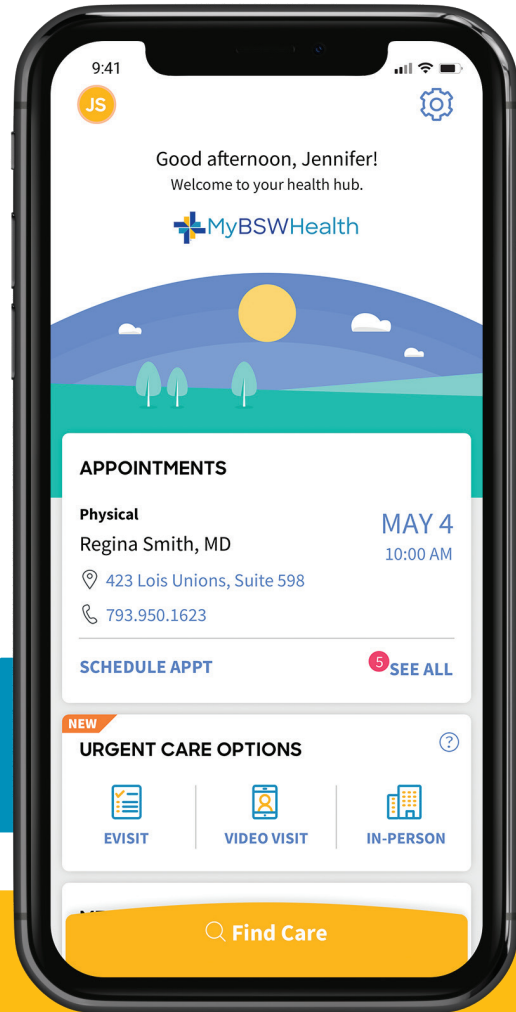 9:41
JS
Good afternoon, Jennifer!
Welcome to your health hub.
MyBSWHealth
APPOINTMENTS
Physical
Regina Smith, MD
MAY 4
10:00 AM
423 Lois Unions, Suite 598
793.950.1623
SCHEDULE APPT
5
SEE ALL
NEW
URGENT CARE OPTIONS
?
EVISIT
VIDEO VISIT
IN-PERSON
Find Care